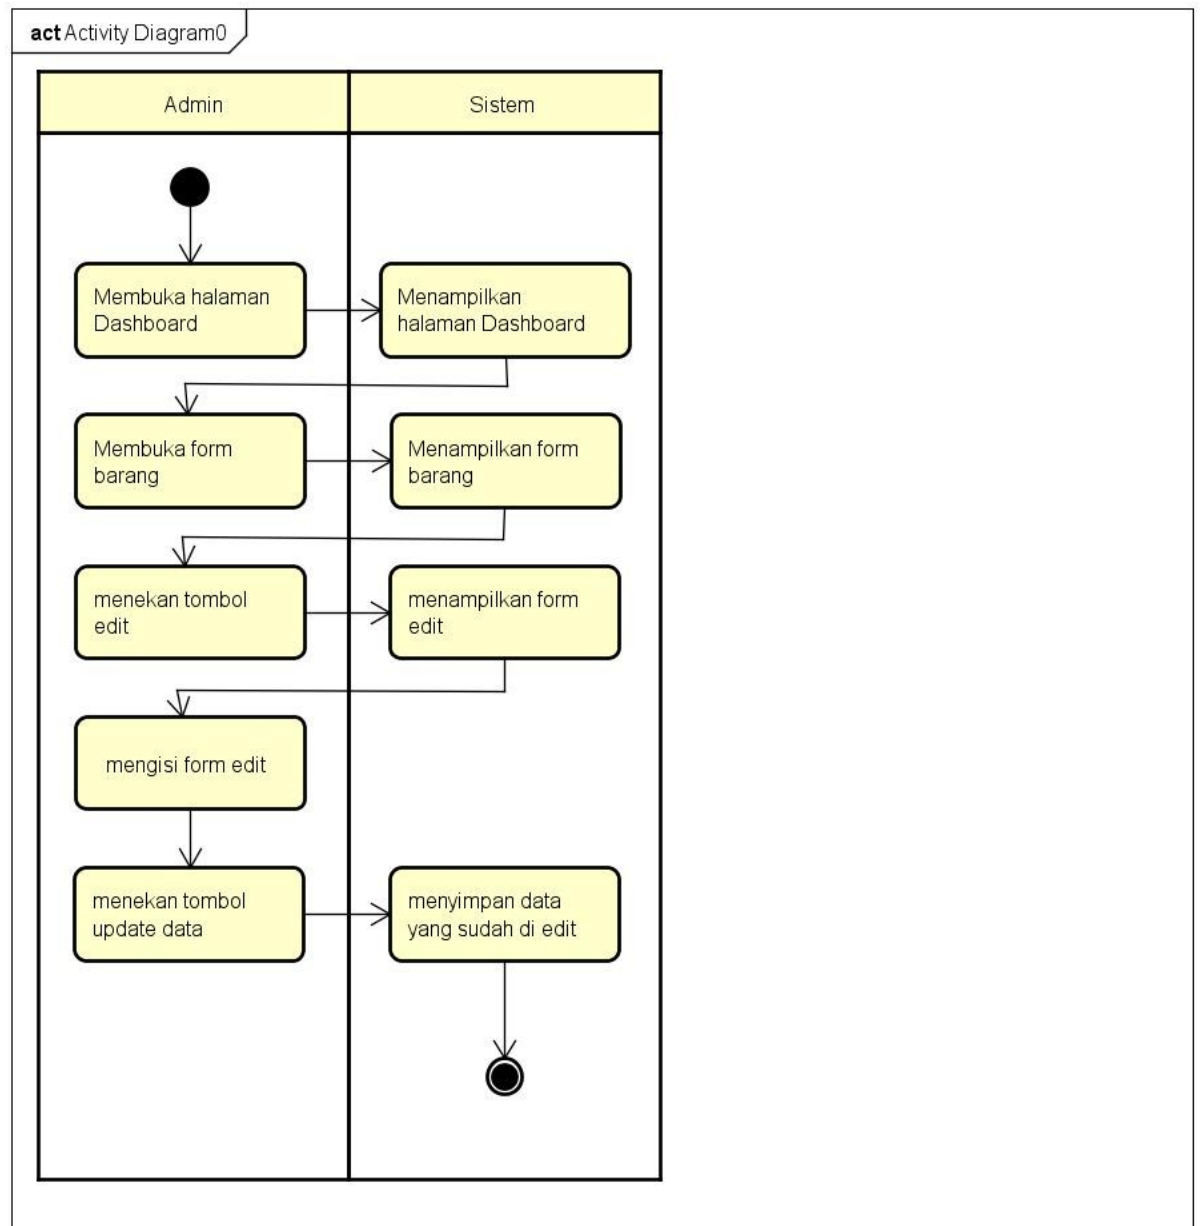 act Activity Diagram0
Admin
Sistem
Membuka halaman
Dashboard
Menampilkan
halaman Dashboard
Membuka form
barang
Menampilkan form
barang
menekan tombol
edit
menampilkan form
edit
mengisi form edit
menekan tombol
update data
menyimpan data
yang sudah di edit